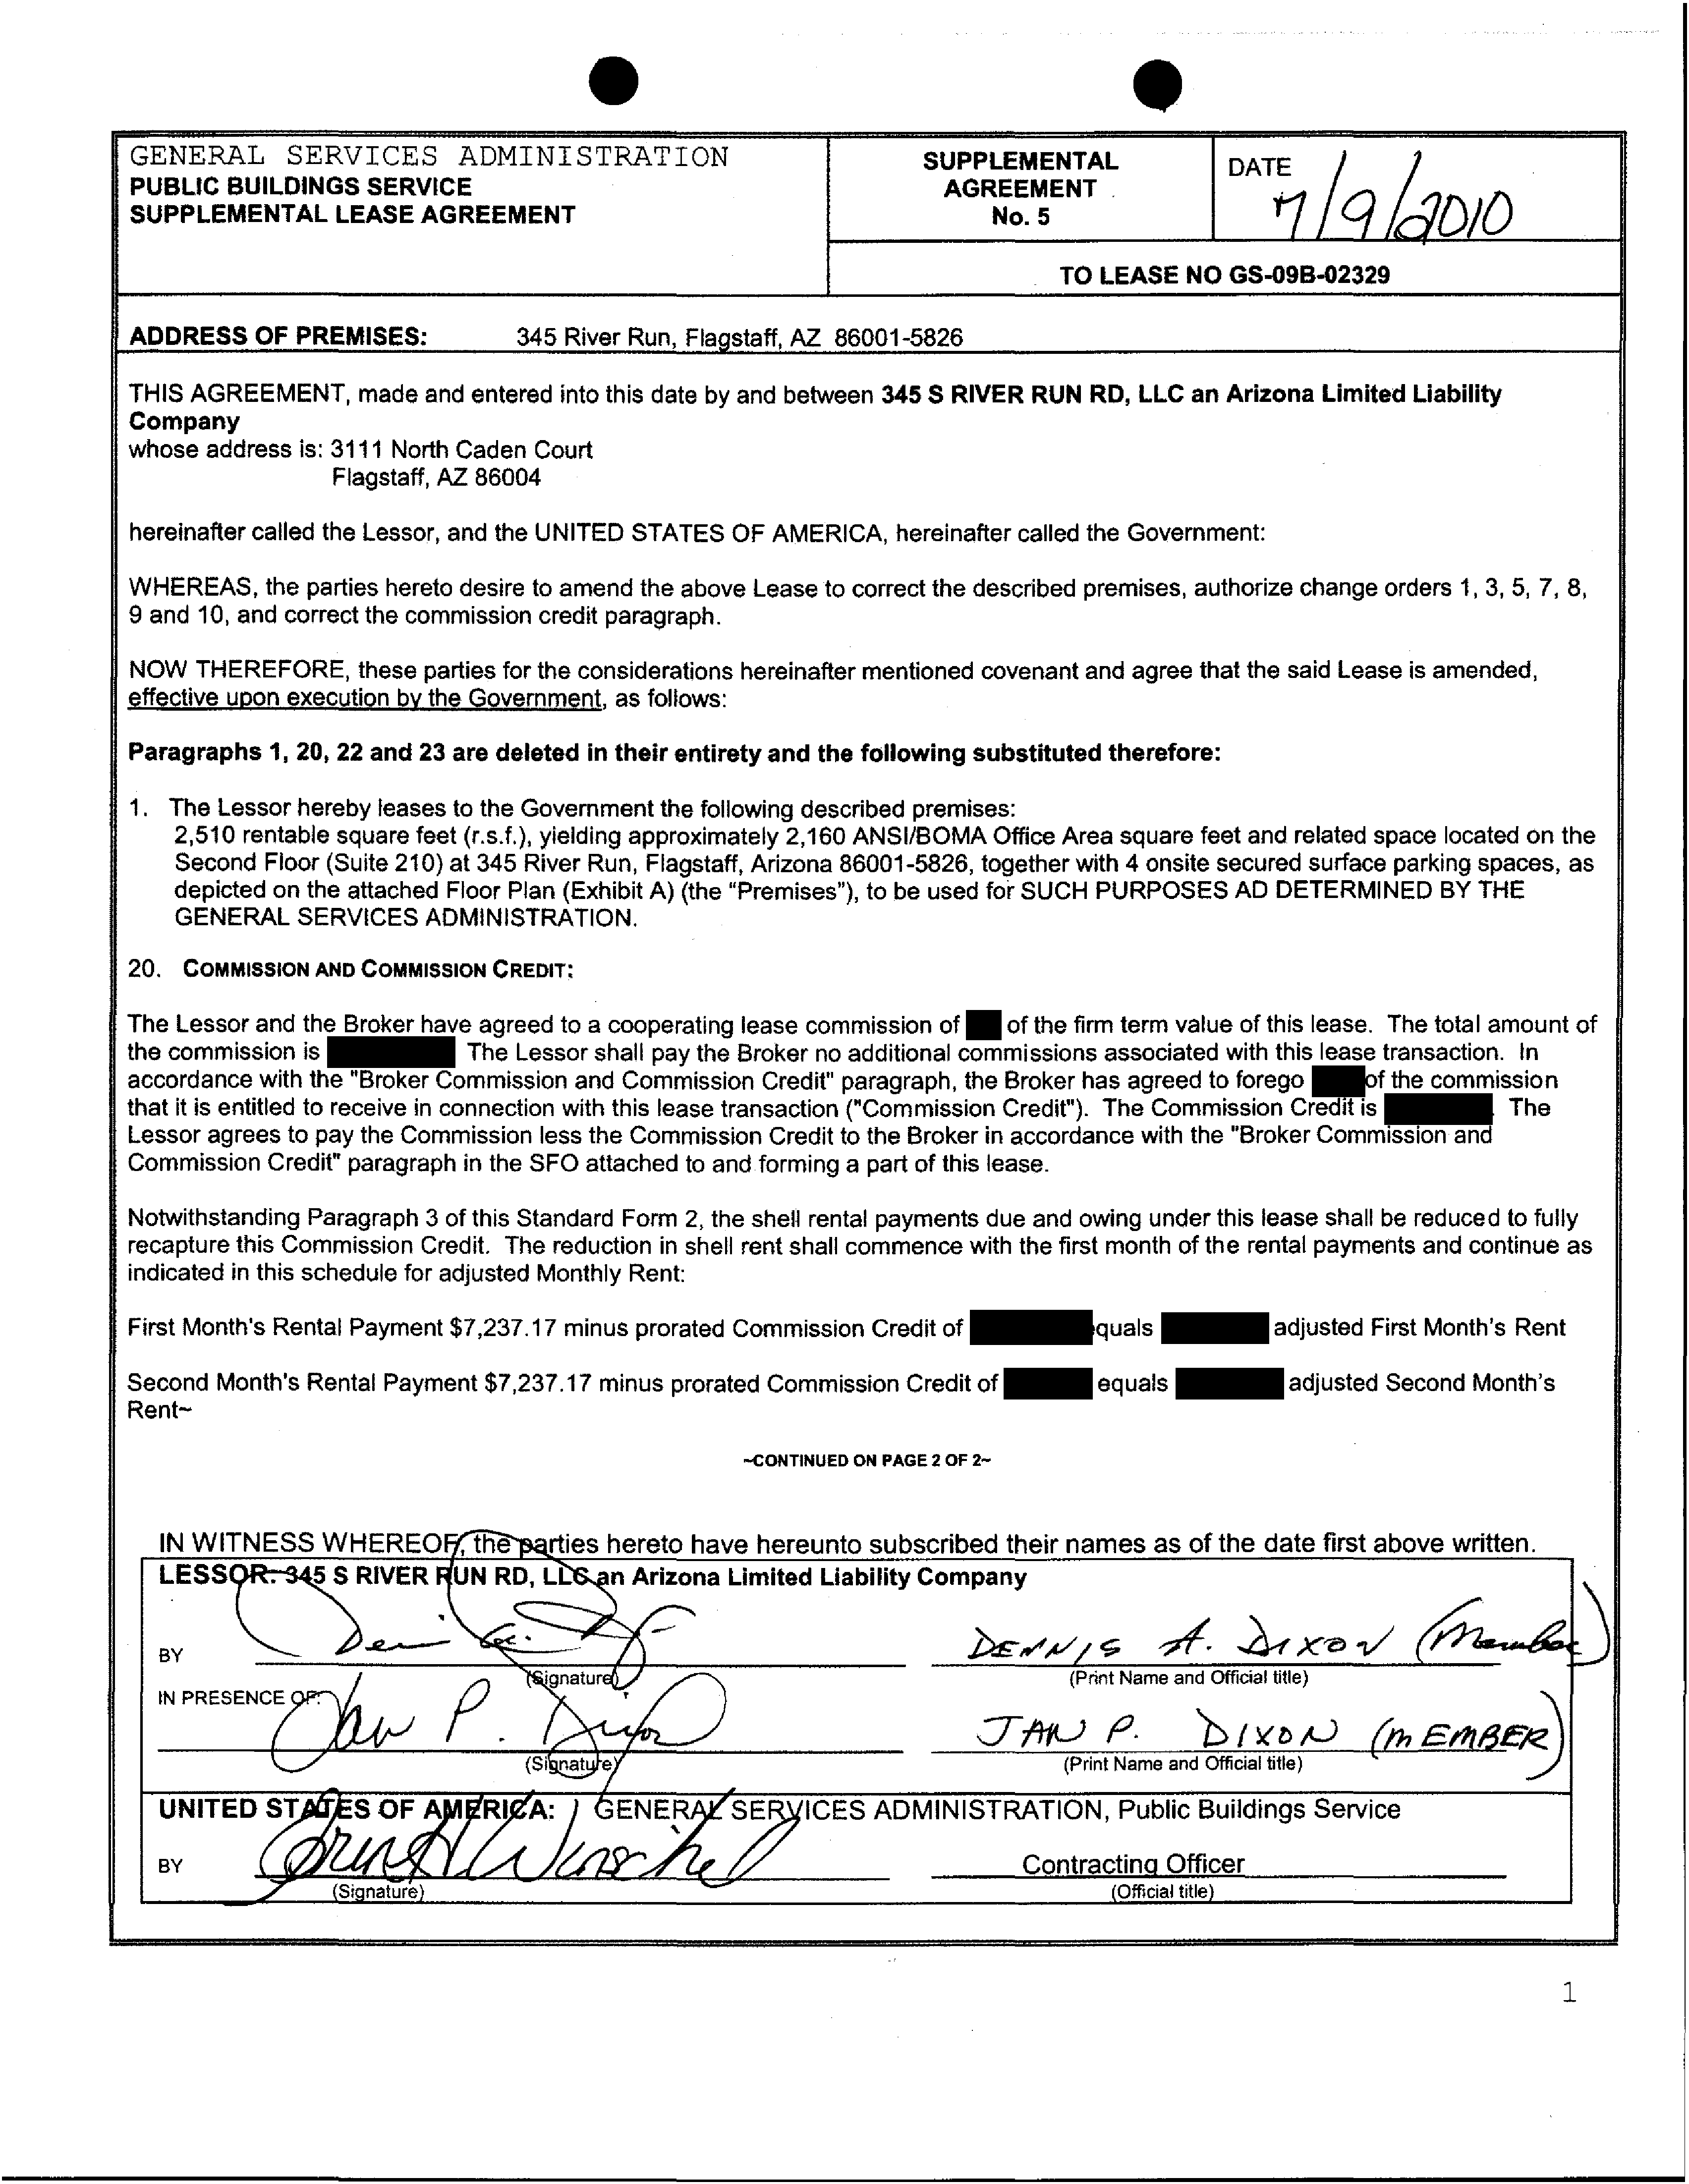 GENERAL SERVICES ADMINISTRATION
PUBLIC BUILDINGS SERVICE
SUPPLEMENTAL LEASE AGREEMENT
SUPPLEMENTAL
AGREEMENT
No. 5
DATE
7/9/2010
TO LEASE NO GS-09B-02329
ADDRESS OF PREMISES: 345 River Run, Flagstaff, AZ 86001-5826
THIS AGREEMENT, made and entered into this date by and between 345 S RIVER RUN RD, LLC an Arizona Limited Liability
Company
whose address is: 3111 North Caden Court
Flagstaff, AZ 86004
hereinafter called the Lessor, and the UNITED STATES OF AMERICA, hereinafter called the Government:
WHEREAS, the parties hereto desire to amend the above Lease to correct the described premises, authorize change orders 1, 3, 5, 7, 8,
9 and 10, and correct the commission credit paragraph.
NOW THEREFORE, these parties for the considerations hereinafter mentioned covenant and agree that the said Lease is amended,
effective upon execution by the Government, as follows:
Paragraphs 1, 20, 22 and 23 are deleted in their entirety and the following substituted therefore:
1. The Lessor hereby leases to the Government the following described premises:
2,510 rentable square feet (r.s.f.), yielding approximately 2,160 ANSI/BOMA Office Area square feet and related space located on the
Second Floor (Suite 210) at 345 River Run, Flagstaff, Arizona 86001-5826, together with 4 onsite secured surface parking spaces, as
depicted on the attached Floor Plan (Exhibit A) (the "Premises"), to be used for SUCH PURPOSES AD DETERMINED BY THE
GENERAL SERVICES ADMINISTRATION.
20. COMMISSION AND COMMISSION CREDIT:
The Lessor and the Broker have agreed to a cooperating lease commission of of the firm term value of this lease. The total amount of
the commission is The Lessor shall pay the Broker no additional commissions associated with this lease transaction. In
accordance with the "Broker Commission and Commission Credit" paragraph, the Broker has agreed to forego of the commission
that it is entitled to receive in connection with this lease transaction ("Commission Credit"). The Commission Credit is The
Lessor agrees to pay the Commission less the Commission Credit to the Broker in accordance with the "Broker Commission and
Commission Credit" paragraph in the SFO attached to and forming a part of this lease.
Notwithstanding Paragraph 3 of this Standard Form 2, the shell rental payments due and owing under this lease shall be reduced to fully
recapture this Commission Credit. The reduction in shell rent shall commence with the first month of the rental payments and continue as
indicated in this schedule for adjusted Monthly Rent:
First Month's Rental Payment $7,237.17 minus prorated Commission Credit of quals adjusted First Month's Rent
Second Month's Rental Payment $7,237.17 minus prorated Commission Credit of equals adjusted Second Month's
Rent~
~CONTINUED ON PAGE 2 OF 2~
IN WITNESS WHEREOF, the parties hereto have hereunto subscribed their names as of the date first above written.
LESSOR: 345 S RIVER RUN RD, LLC an Arizona Limited Liability Company
BY DENNIS A. DIXON (Member)
(Signature) (Print Name and Official title)
IN PRESENCE OF: Jan P. Dixon JAN P. DIXON (MEMBER)
(Signature) (Print Name and Official title)
UNITED STATES OF AMERICA: GENERAL SERVICES ADMINISTRATION, Public Buildings Service
BY Contracting Officer
(Signature) (Official title)
1